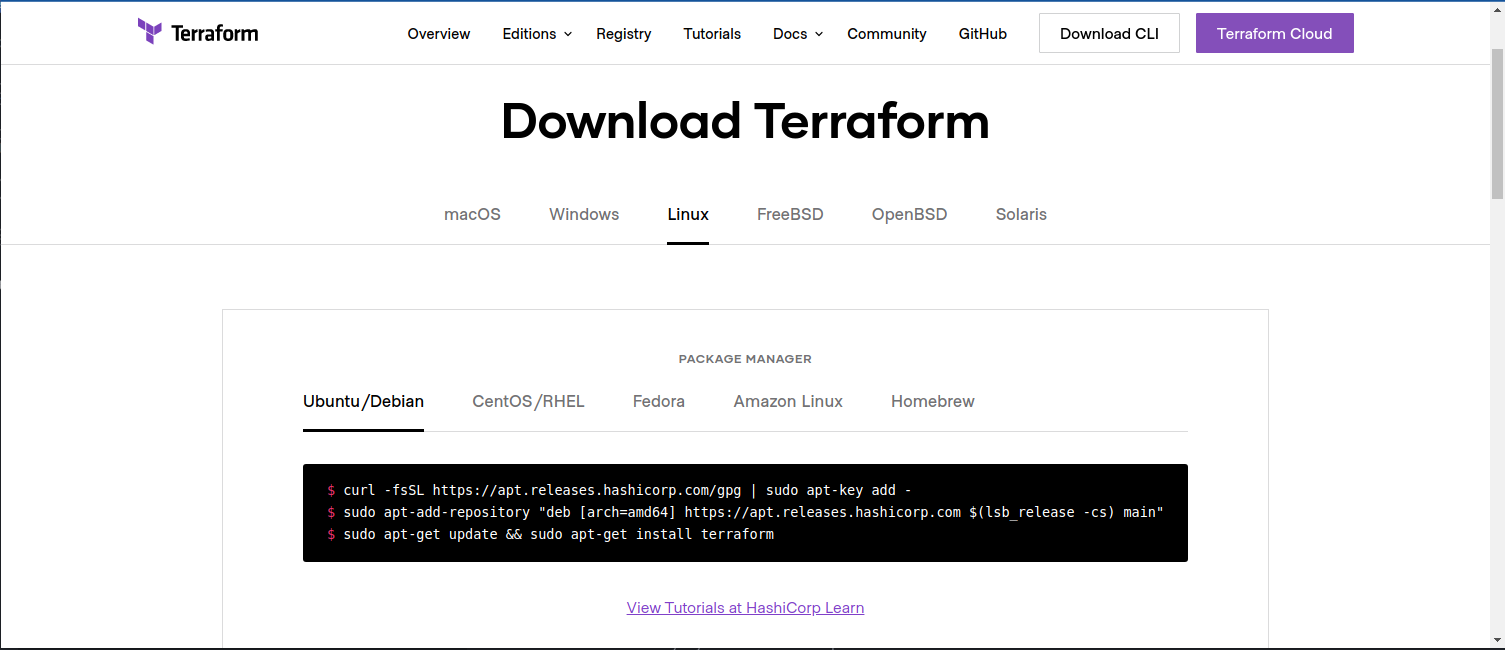 Terraform Overview Editions Registry Tutorials Docs Community GitHub Download CLI Terraform Cloud
Download Terraform
macOS Windows Linux FreeBSD OpenBSD Solaris
PACKAGE MANAGER
Ubuntu/Debian CentOS/RHEL Fedora Amazon Linux Homebrew
$ curl -fsSL https://apt.releases.hashicorp.com/gpg | sudo apt-key add -
$ sudo apt-add-repository "deb [arch=amd64] https://apt.releases.hashicorp.com $(lsb_release -cs) main"
$ sudo apt-get update && sudo apt-get install terraform
View Tutorials at HashiCorp Learn